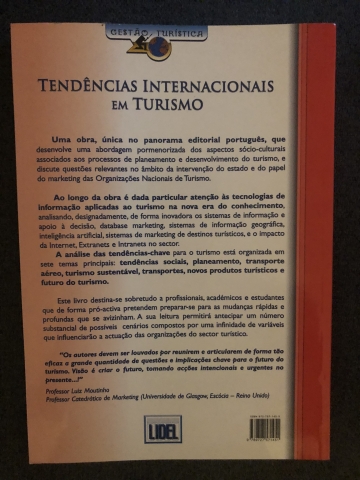 GESTÃO TURÍSTICA
TENDÊNCIAS INTERNACIONAIS
EM TURISMO
Uma obra, única no panorama editorial português, que
desenvolve uma abordagem pormenorizada dos aspectos sócio-culturais
associados aos processos de planeamento e desenvolvimento do turismo, e
discute questões relevantes no âmbito da intervenção do estado e do papel
do marketing das Organizações Nacionais de Turismo.
Ao longo da obra é dada particular atenção às tecnologias de
informação aplicadas ao turismo na nova era do conhecimento,
analisando, designadamente, de forma inovadora os sistemas de informação e
apoio à decisão, database marketing, sistemas de informação geográfica,
inteligência artificial, sistemas de marketing de destinos turísticos, e o impacto
da Internet, Extranets e Intranets no sector.
A análise das tendências-chave para o turismo está organizada em
sete temas principais: tendências sociais, planeamento, transporte
aéreo, turismo sustentável, transportes, novos produtos turísticos e
futuro do turismo.
Este livro destina-se sobretudo a profissionais, académicos e estudantes
que de forma pró-activa pretendem preparar-se para as mudanças rápidas e
profundas que se avizinham. A sua leitura permitirá antecipar um número
substancial de possíveis cenários compostos por uma infinidade de variáveis
que influenciarão a actuação das organizações do sector turístico.
"Os autores devem ser louvados por reunirem e articularem de forma tão
eficaz a grande quantidade de questões e implicações chave para o futuro do
turismo. Visão é criar o futuro, tomando acções intencionais e urgentes no
presente...!"
Professor Luiz Moutinho
Professor Catedrático de Marketing (Universidade de Glasgow, Escócia – Reino Unido)
LIDEL